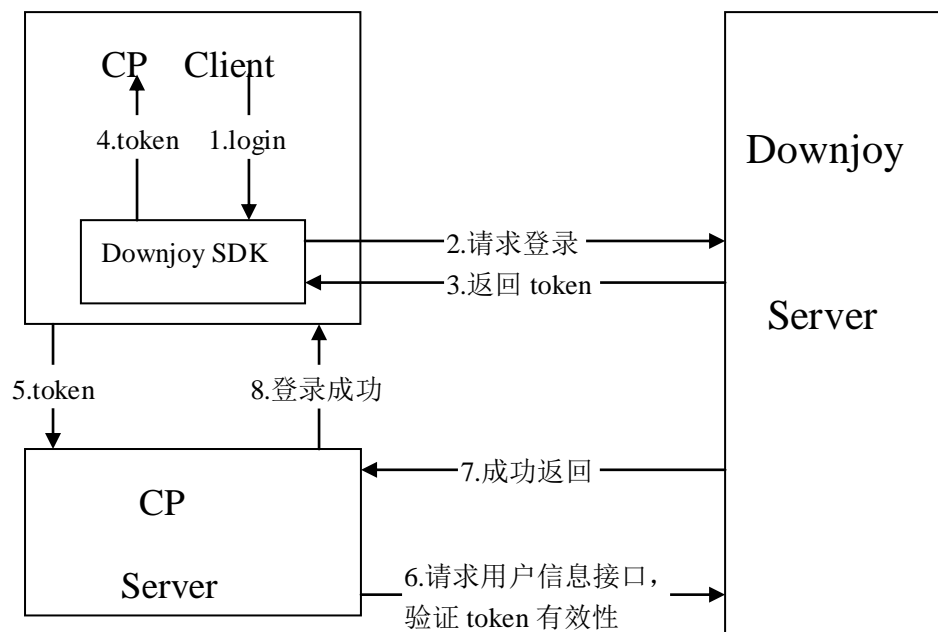 CP Client
4.token
1.login
Downjoy SDK
2.请求登录
3.返回 token
Downjoy
Server
5.token
8.登录成功
7.成功返回
CP
Server
6.请求用户信息接口，
验证 token 有效性